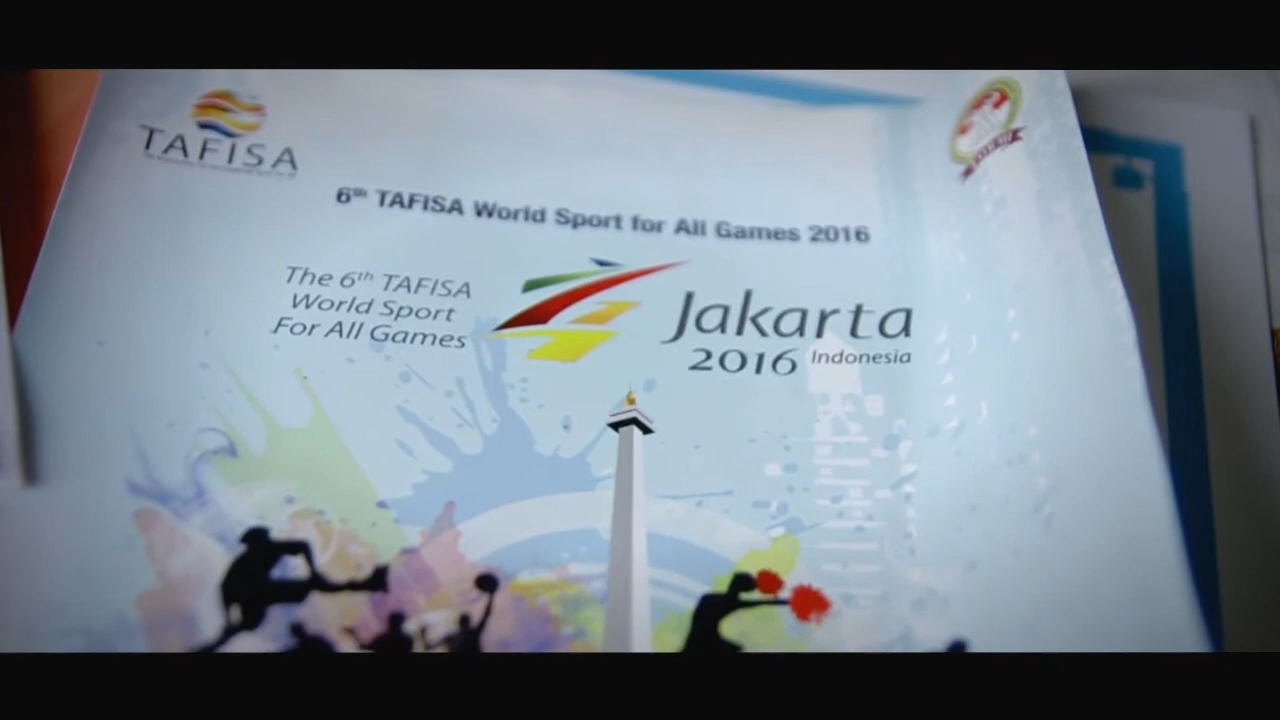 TAFISA
6th TAFISA World Sport for All Games 2016
The 6th TAFISA
World Sport
For All Games
Jakarta
2016 Indonesia